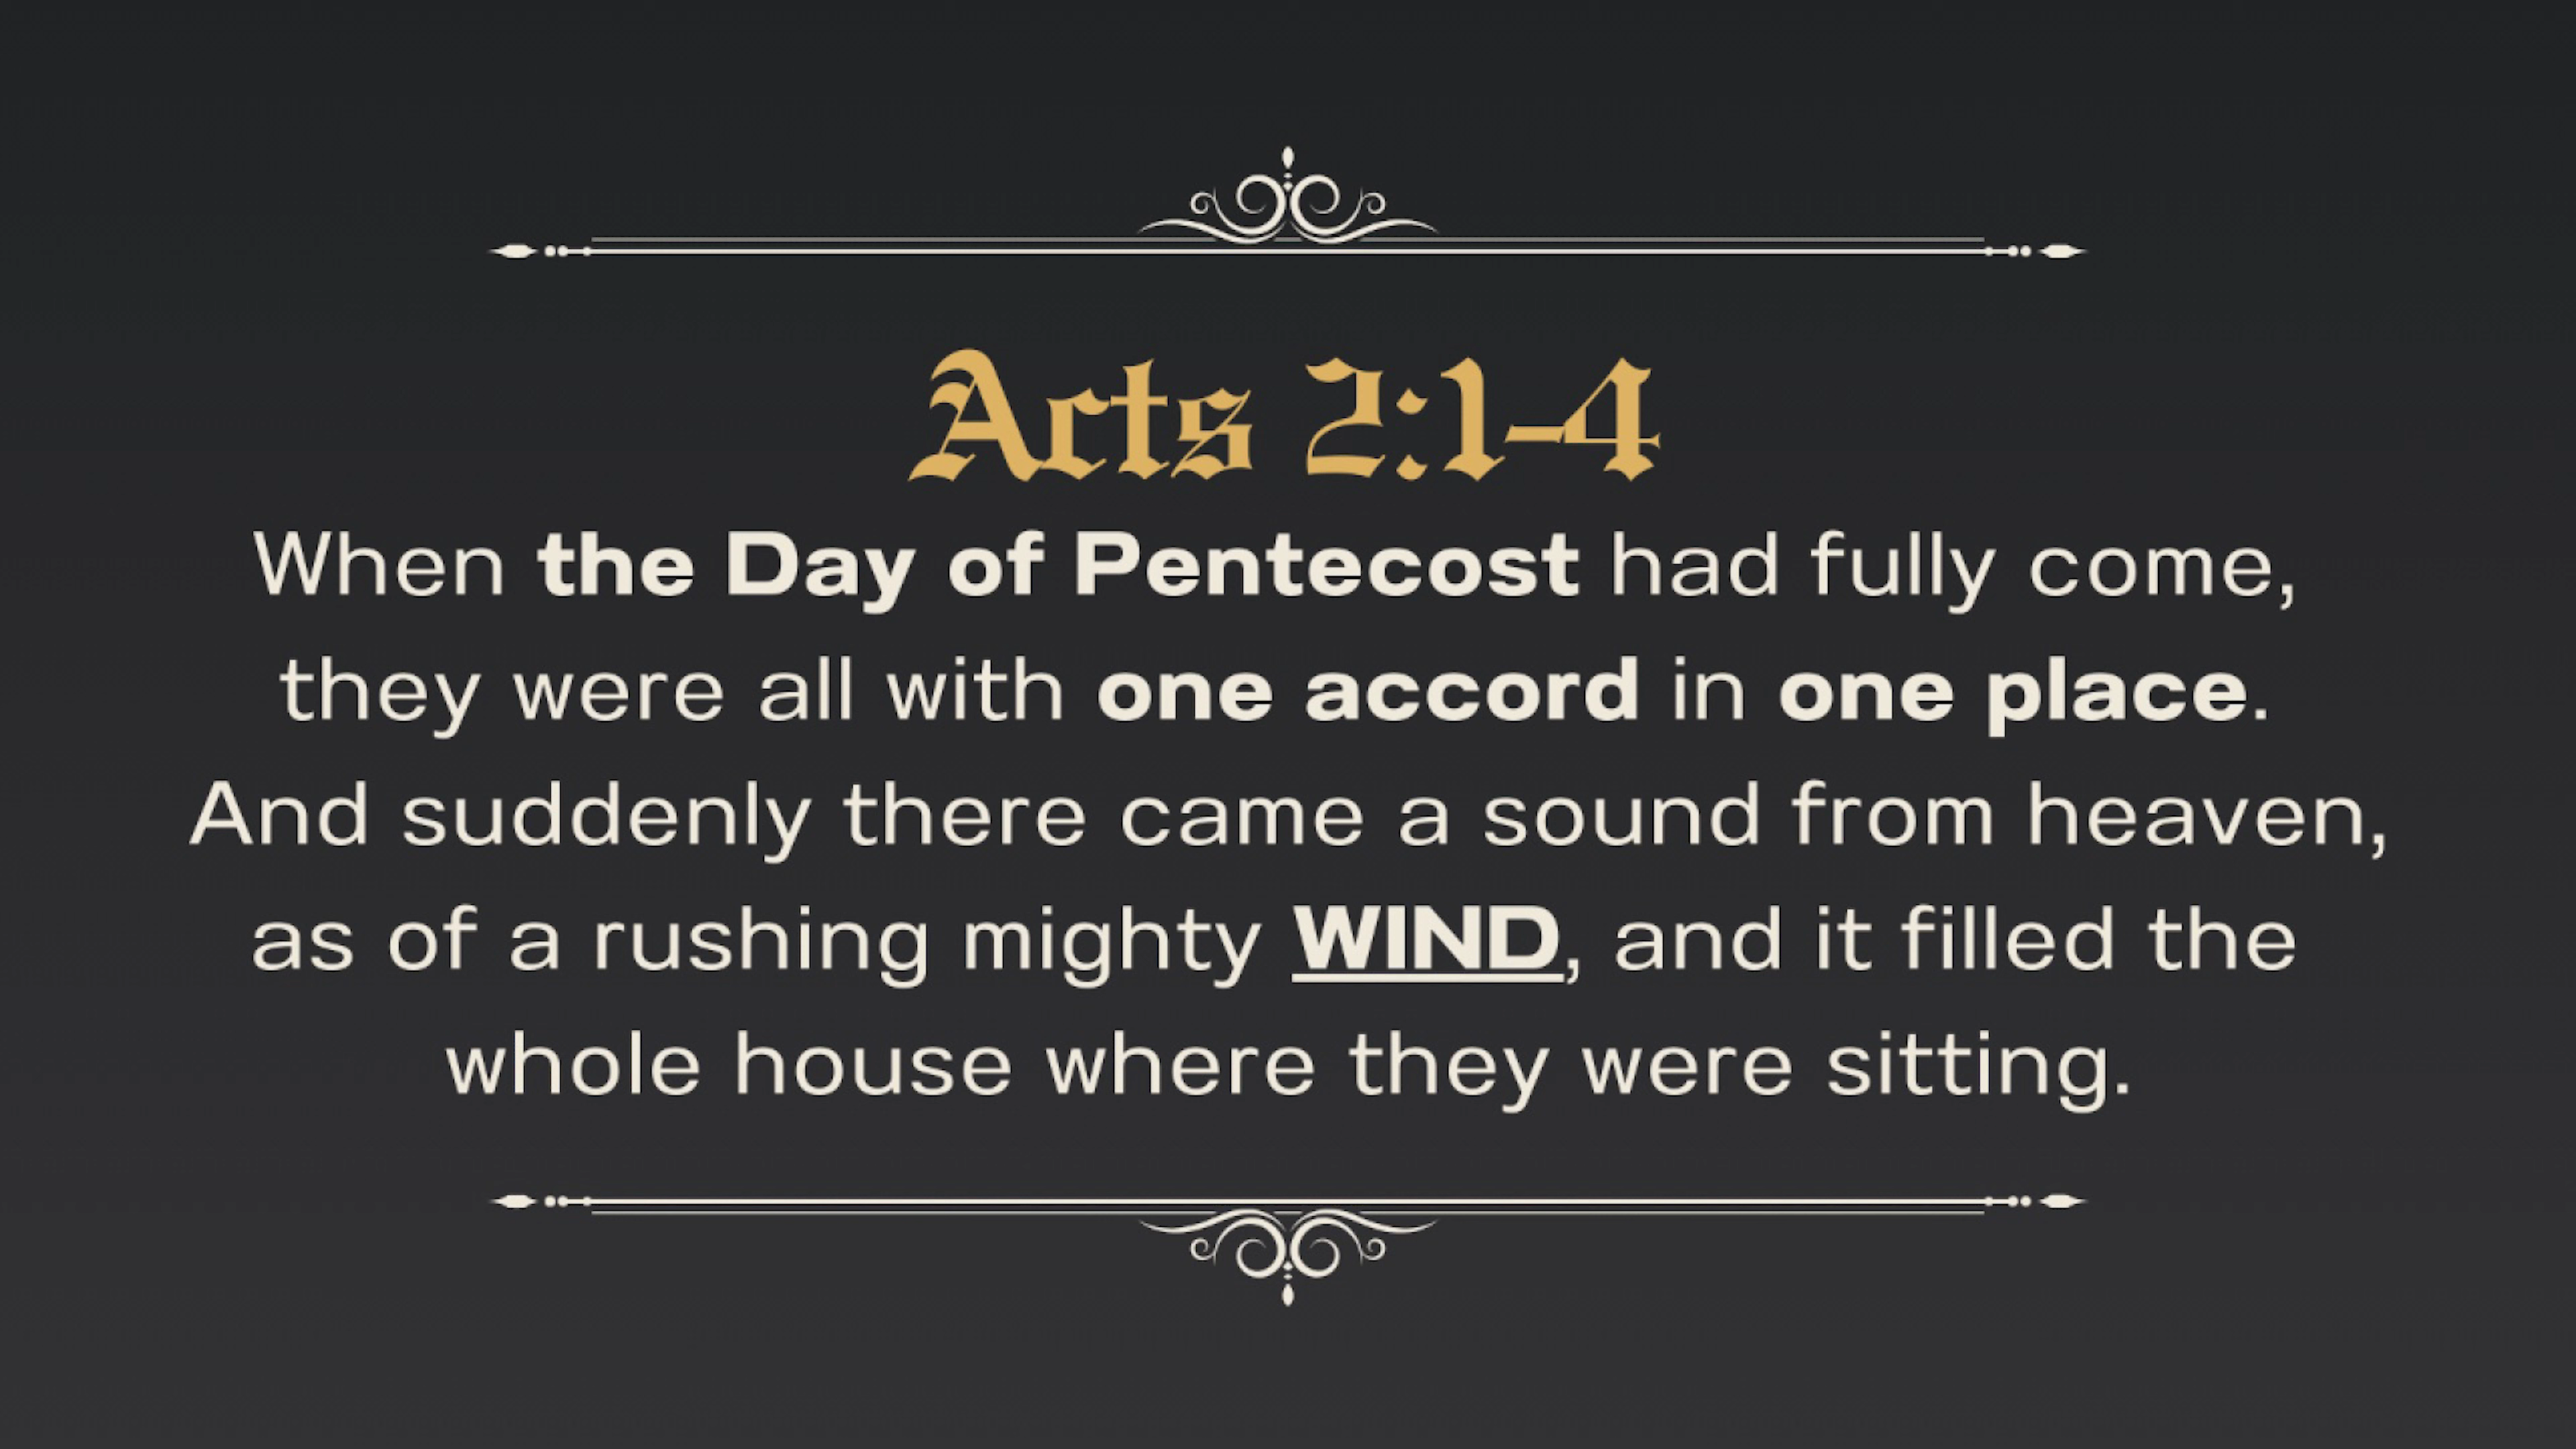 Acts 2:1-4
When the Day of Pentecost had fully come,
they were all with one accord in one place.
And suddenly there came a sound from heaven,
as of a rushing mighty WIND, and it filled the
whole house where they were sitting.